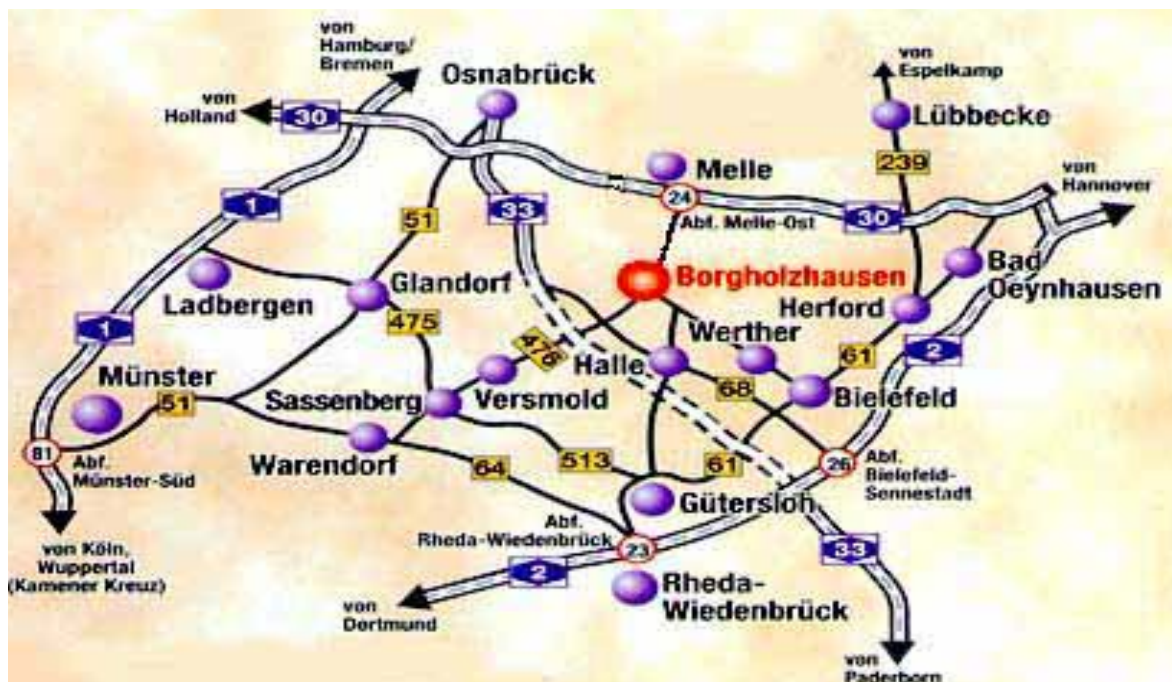 von
Hamburg/
Bremen
Osnabrück
von
Espelkamp
von
Holland
30
Lübbecke
239
Melle
von
Hannover
1
33
24
Abf. Melle-Ost
30
51
Ladbergen
Glandorf
Borgholzhausen
Bad
Oeynhausen
Herford
475
1
Werther
476
Halle
61
2
Münster
51
Sassenberg
Versmold
68
Bielefeld
81
Abf.
Münster-Süd
Warendorf
64
513
61
26
Abf.
Bielefeld-
Sennestadt
Gütersloh
Abf.
Rheda-Wiedenbrück
23
33
von Köln,
Wuppertal
(Kamener Kreuz)
2
Rheda-
Wiedenbrück
von
Dortmund
von
Paderborn